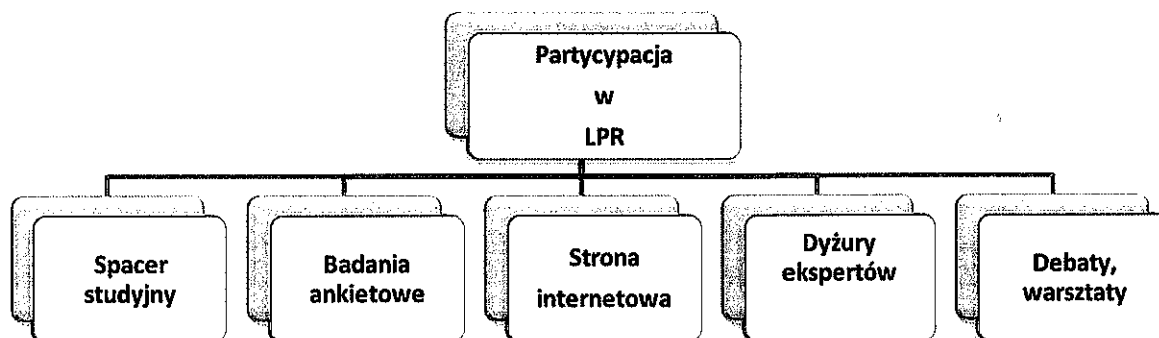 Partycypacja
w
LPR
Spacer
studyjny
Badania
ankietowe
Strona
internetowa
Dyżury
ekspertów
Debaty,
warsztaty